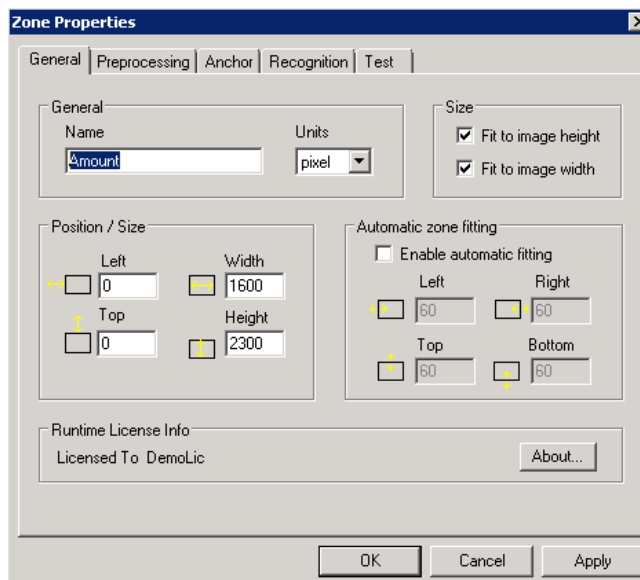 Zone Properties
General Preprocessing Anchor Recognition Test
General
Name Units
Amount pixel
Size
Fit to image height
Fit to image width
Position / Size
Left Width
0 1600
Top Height
0 2300
Automatic zone fitting
Enable automatic fitting
Left Right
60 60
Top Bottom
60 60
Runtime License Info
Licensed To DemoLic About...
OK Cancel Apply